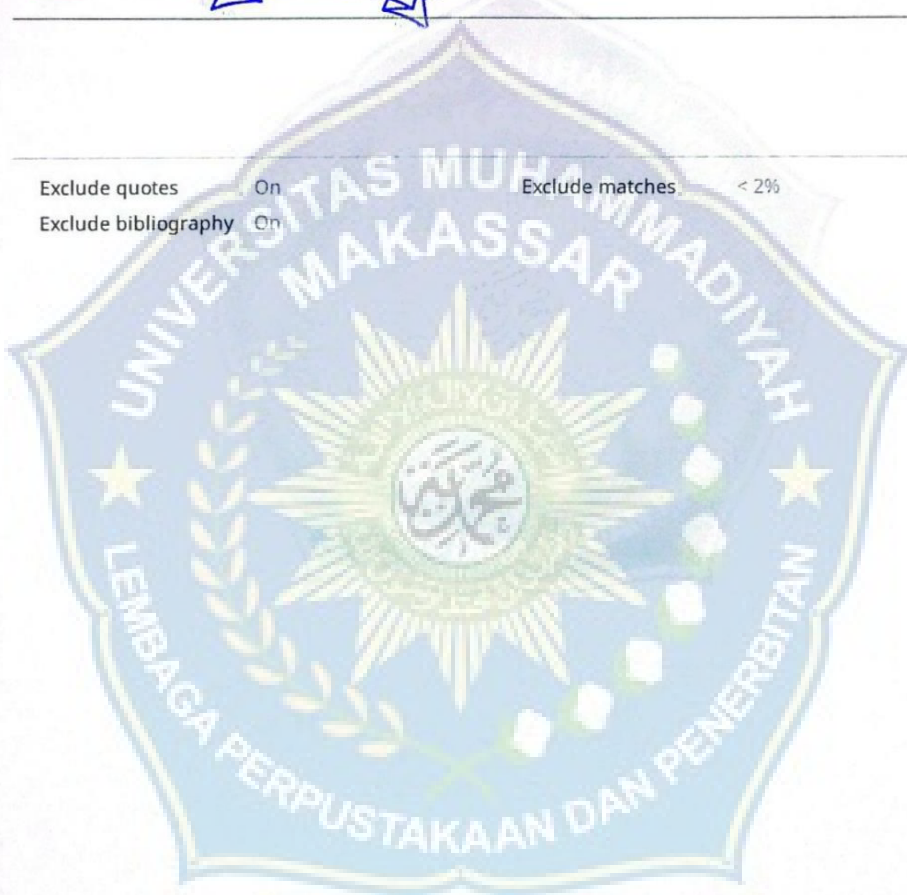 Exclude quotes On Exclude matches < 2%
Exclude bibliography On
UNIVERSITAS MUHAMMADIYAH
MAKASSAR
LEMBAGA PERPUSTAKAAN DAN PENERBITAN